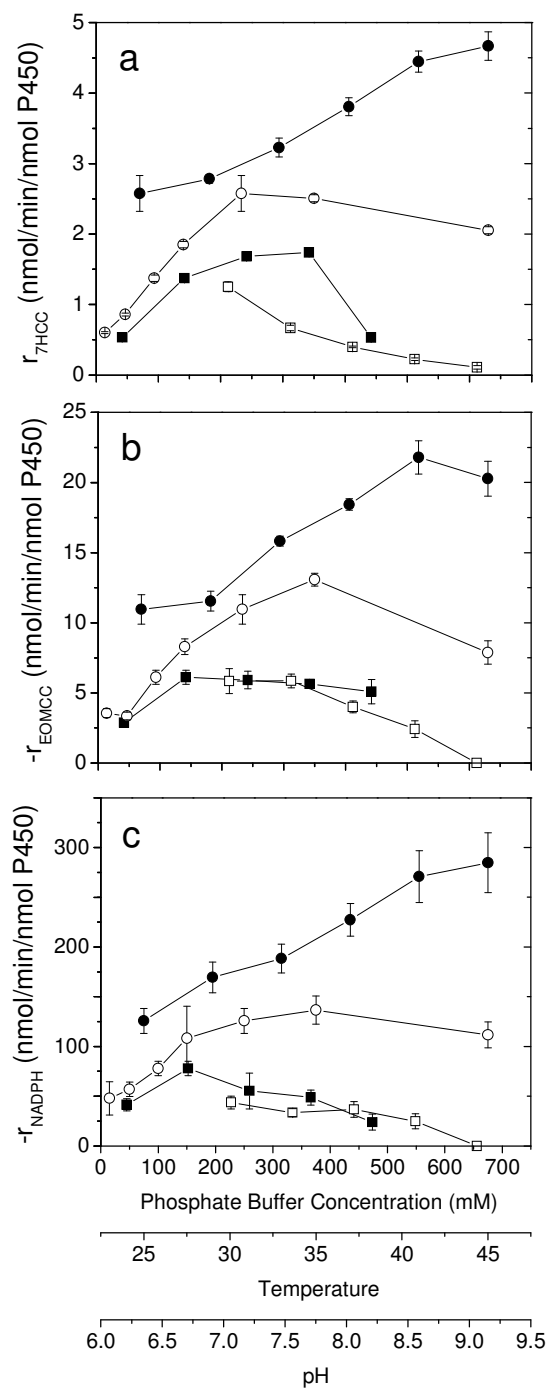 a
5
4
3
2
1
0
r7HCC (nmol/min/nmol P450)
b
25
20
15
10
5
0
-rEOMCC (nmol/min/nmol P450)
c
300
200
100
0
-rNADPH (nmol/min/nmol P450)
0 100 200 300 400 500 600 700
Phosphate Buffer Concentration (mM)
25 30 35 40 45
Temperature
6.0 6.5 7.0 7.5 8.0 8.5 9.0 9.5
pH